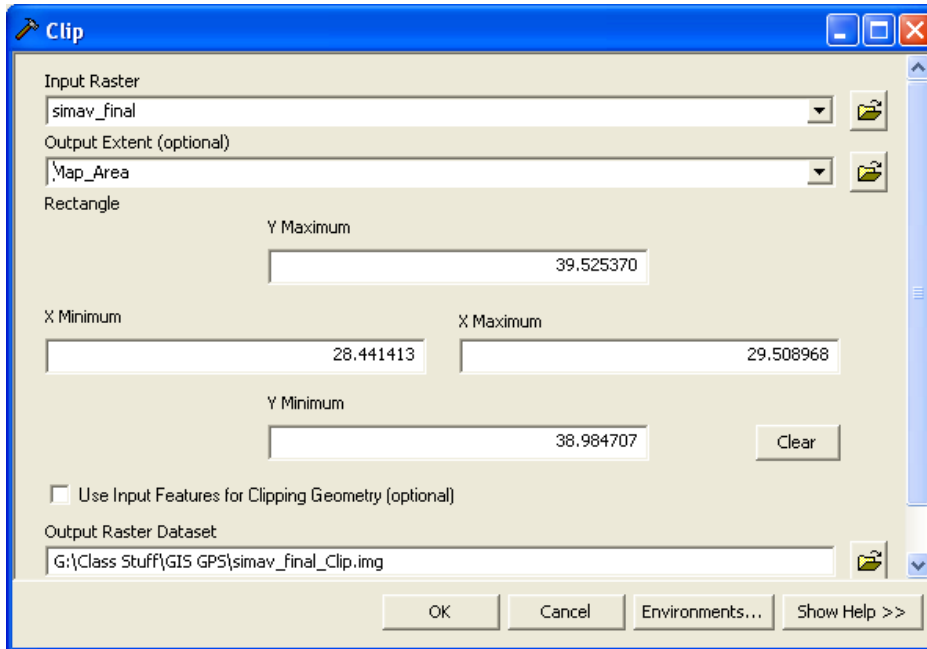 Clip
Input Raster
simav_final
Output Extent (optional)
Map_Area
Rectangle
Y Maximum
39.525370
X Minimum
X Maximum
28.441413
29.508968
Y Minimum
38.984707
Clear
Use Input Features for Clipping Geometry (optional)
Output Raster Dataset
G:\Class Stuff\GIS GPS\simav_final_Clip.img
OK Cancel Environments... Show Help >>